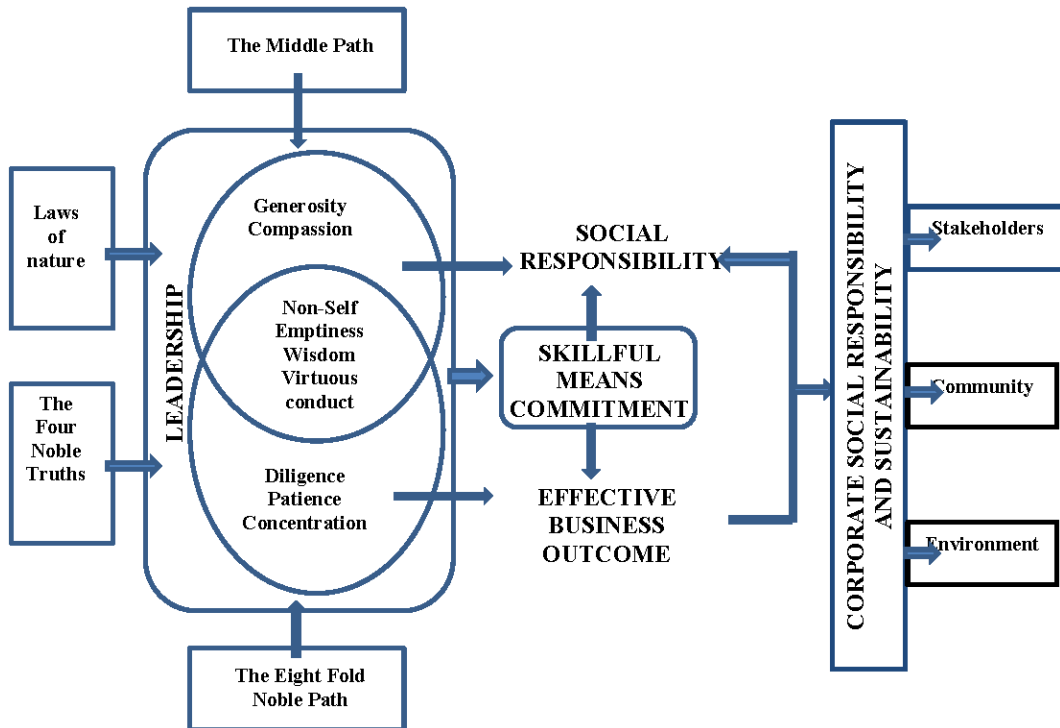 The Middle Path
Laws
of
nature
The
Four
Noble
Truths
LEADERSHIP
Generosity
Compassion
Non-Self
Emptiness
Wisdom
Virtuous
conduct
Diligence
Patience
Concentration
The Eight Fold
Noble Path
SOCIAL
RESPONSIBILITY
SKILLFUL
MEANS
COMMITMENT
EFFECTIVE
BUSINESS
OUTCOME
CORPORATE SOCIAL RESPONSIBILITY
AND SUSTAINABILITY
Stakeholders
Community
Environment